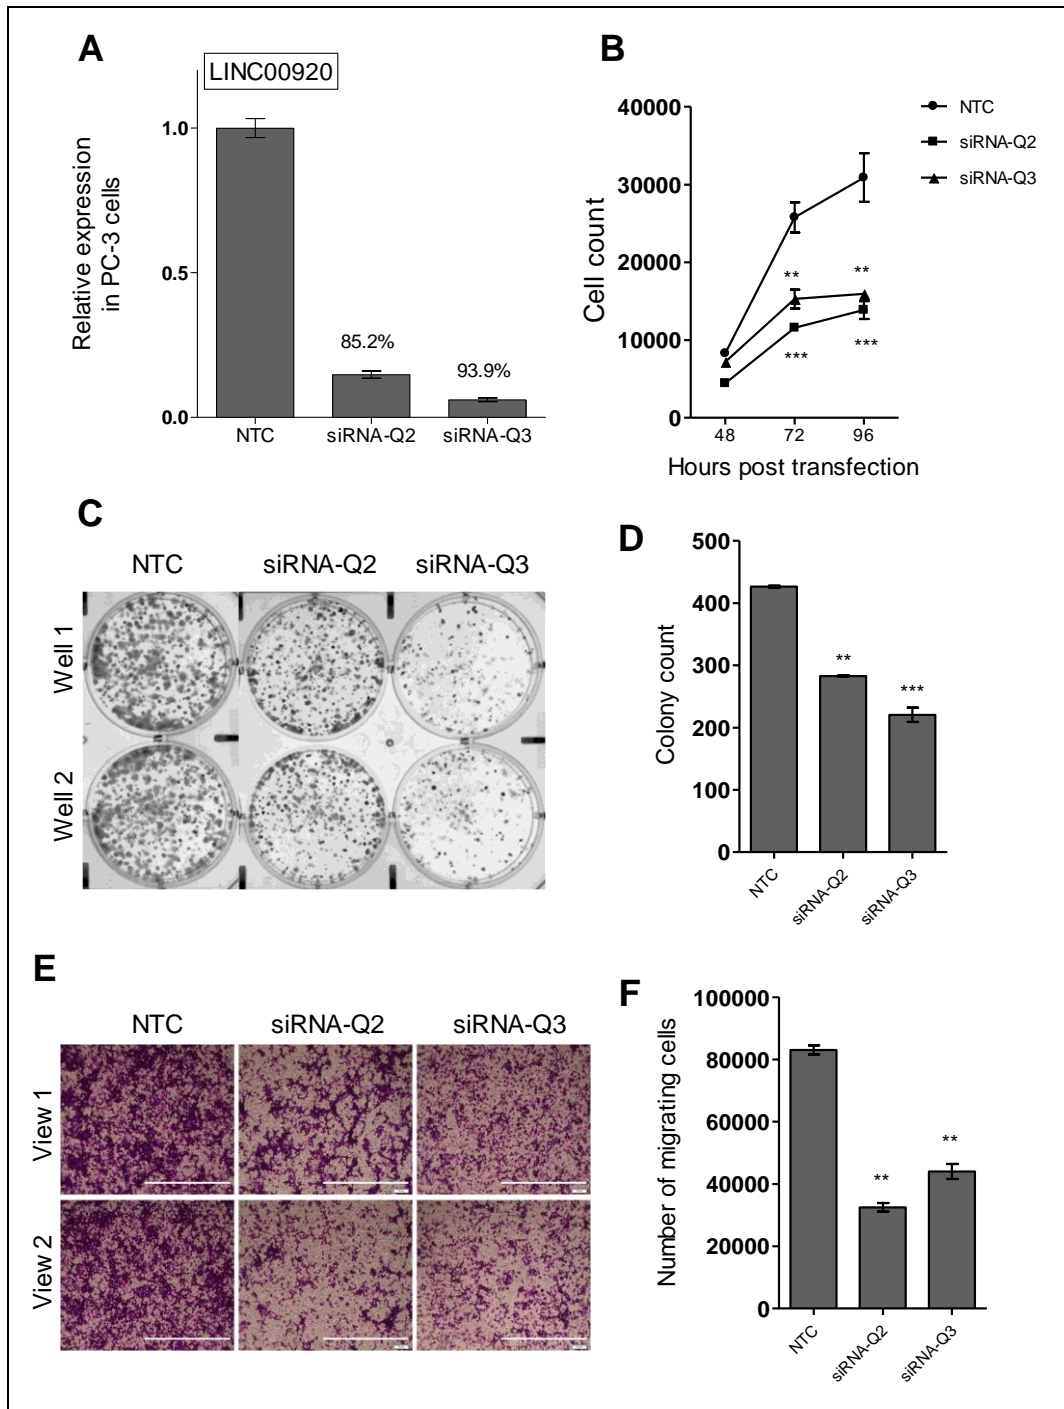 A
LINC00920
Relative expression
in PC-3 cells
1.0
0.5
0.0
85.2%
93.9%
NTC siRNA-Q2 siRNA-Q3
B
40000
30000
20000
10000
0
Cell count
** **
*** ***
48 72 96
Hours post transfection
NTC
siRNA-Q2
siRNA-Q3
C
NTC siRNA-Q2 siRNA-Q3
Well 1
Well 2
D
Colony count
500
400
300
200
100
0
**
***
NTC
siRNA-Q2
siRNA-Q3
E
NTC siRNA-Q2 siRNA-Q3
View 1
View 2
F
Number of migrating cells
100000
80000
60000
40000
20000
0
**
**
NTC
siRNA-Q2
siRNA-Q3